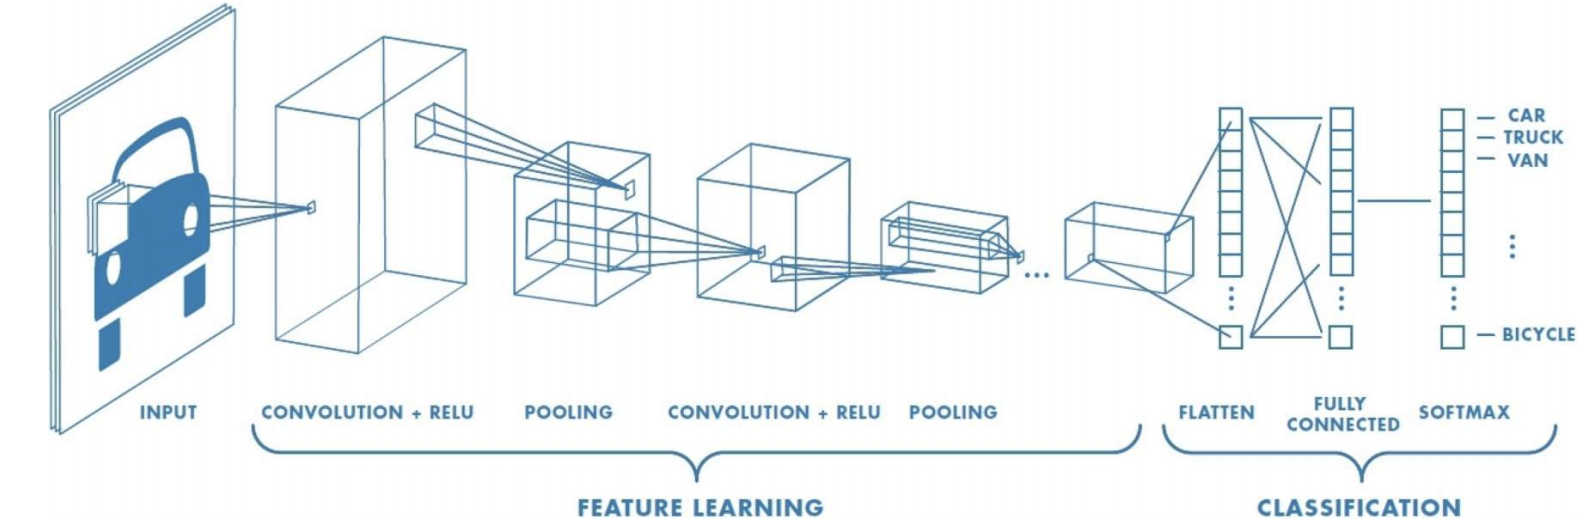 CAR
TRUCK
VAN
BICYCLE
INPUT
CONVOLUTION + RELU
POOLING
CONVOLUTION + RELU
POOLING
FLATTEN
FULLY
CONNECTED
SOFTMAX
FEATURE LEARNING
CLASSIFICATION